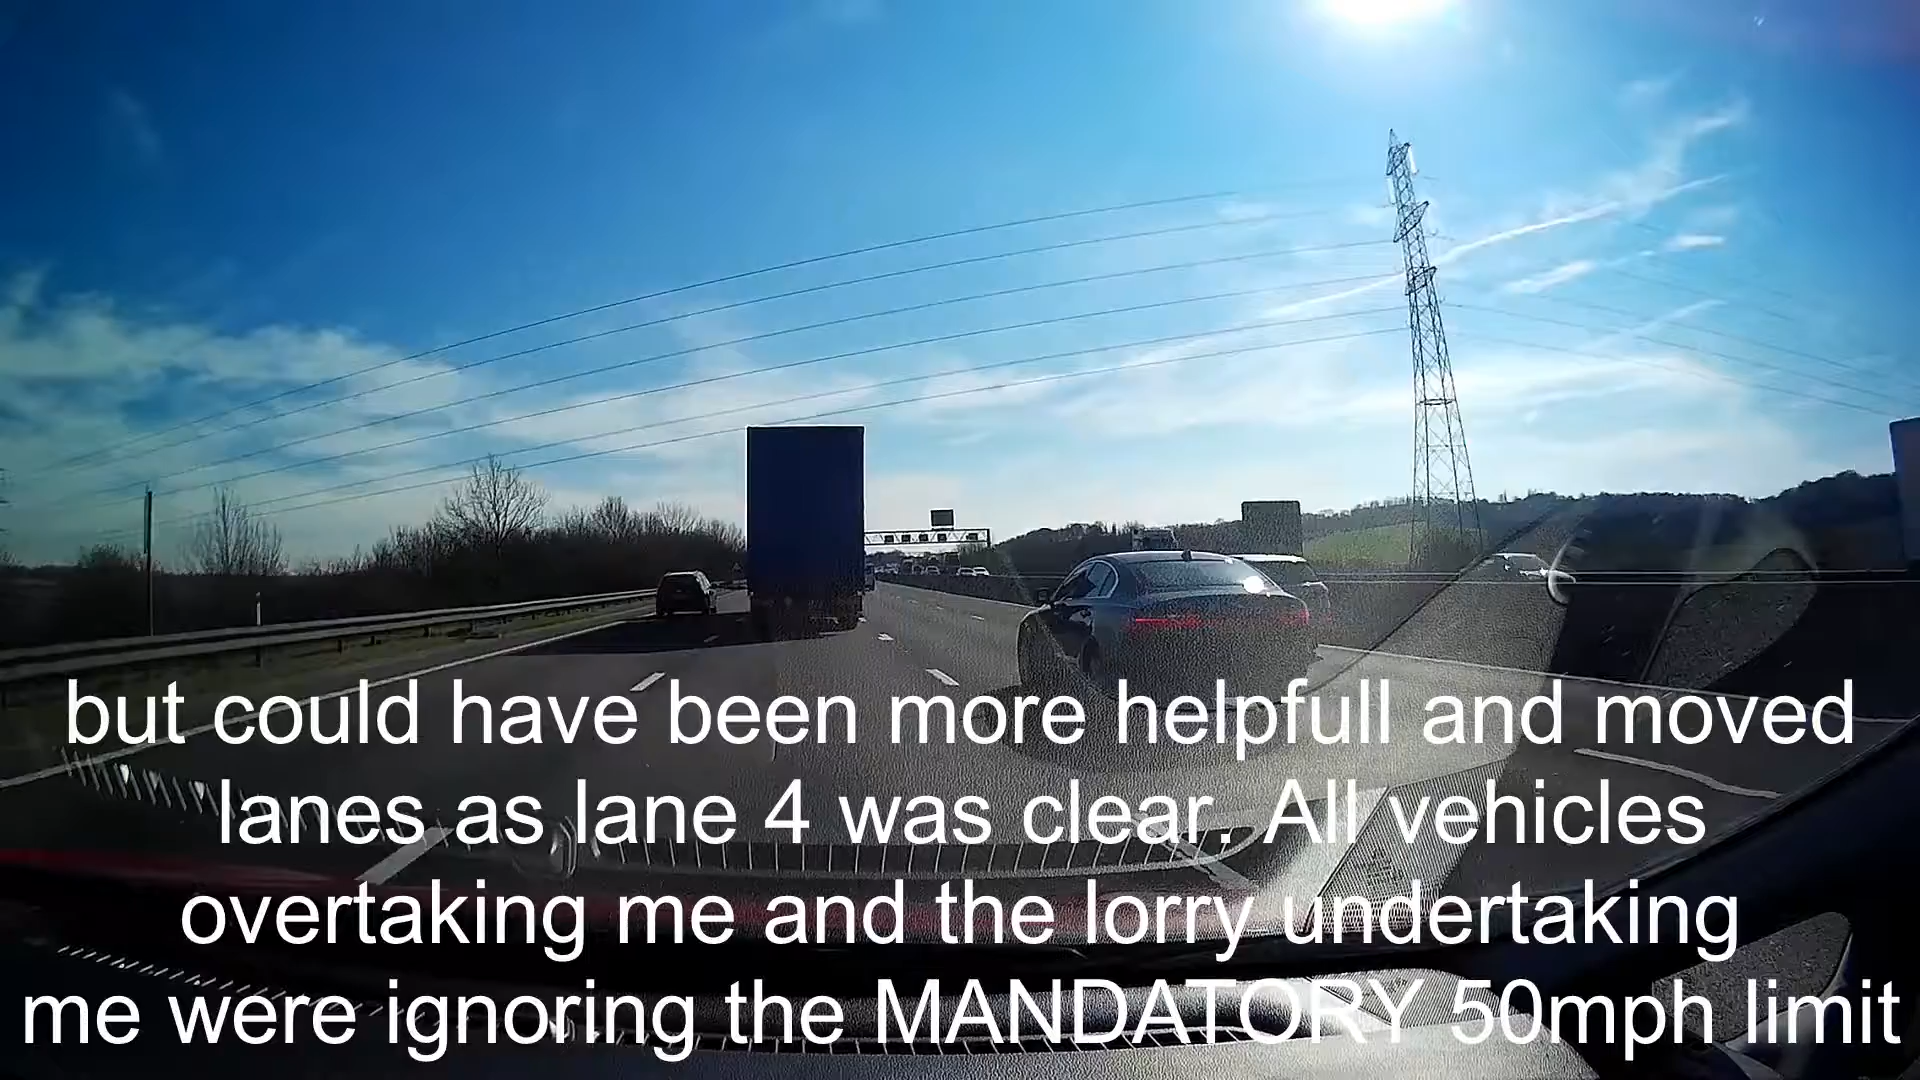 but could have been more helpfull and moved
lanes as lane 4 was clear. All vehicles
overtaking me and the lorry undertaking
me were ignoring the MANDATORY 50mph limit